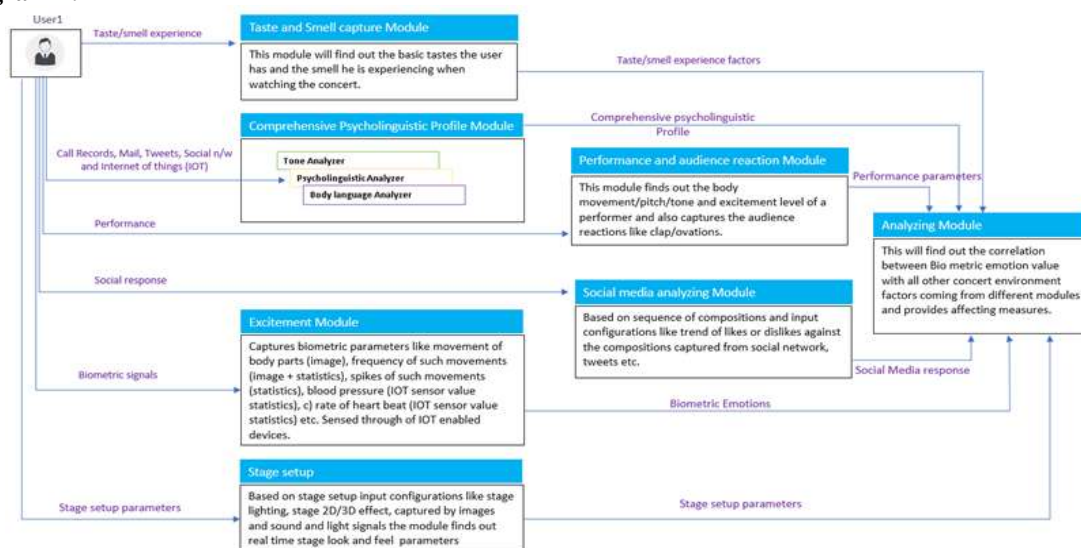 User1
Taste/smell experience
Taste and Smell capture Module
This module will find out the basic tastes the user
has and the smell he is experiencing when
watching the concert.
Taste/smell experience factors
Comprehensive Psycholinguistic Profile Module
Comprehensive psycholinguistic
Profile
Call Records, Mail, Tweets, Social n/w
and Internet of things (IOT)
Tone Analyzer
Psycholinguistic Analyzer
Body language Analyzer
Performance and audience reaction Module
This module finds out the body
movement/pitch/tone and excitement level of a
performer and also captures the audience
reactions like clap/ovations.
Performance parameters
Performance
Analyzing Module
This will find out the correlation
between Bio metric emotion value
with all other concert environment
factors coming from different modules
and provides affecting measures.
Social response
Social media analyzing Module
Based on sequence of compositions and input
configurations like trend of likes or dislikes against
the compositions captured from social network,
tweets etc.
Social Media response
Excitement Module
Captures biometric parameters like movement of
body parts (image), frequency of such movements
(image + statistics), spikes of such movements
(statistics), blood pressure (IOT sensor value
statistics), c) rate of heart beat (IOT sensor value
statistics) etc. Sensed through of IOT enabled
devices.
Biometric signals
Biometric Emotions
Stage setup
Based on stage setup input configurations like stage
lighting, stage 2D/3D effect, captured by images
and sound and light signals the module finds out
real time stage look and feel parameters
Stage setup parameters
Stage setup parameters